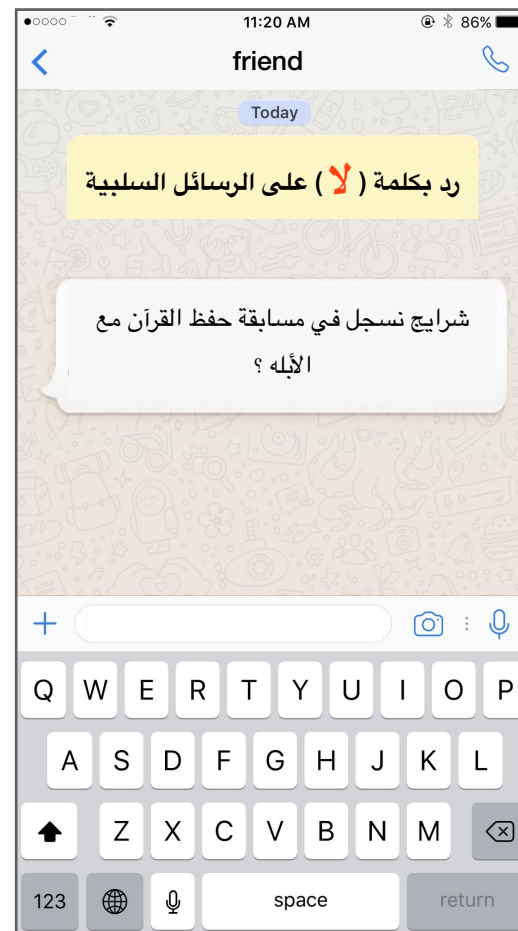 11:20 AM
86%
friend
Today
رد بكلمة ( لا ) على الرسائل السلبية
شرايج نسجل في مسابقة حفظ القرآن مع
الأبله ؟
Q W E R T Y U I O P
A S D F G H J K L
Z X C V B N M
123 space return